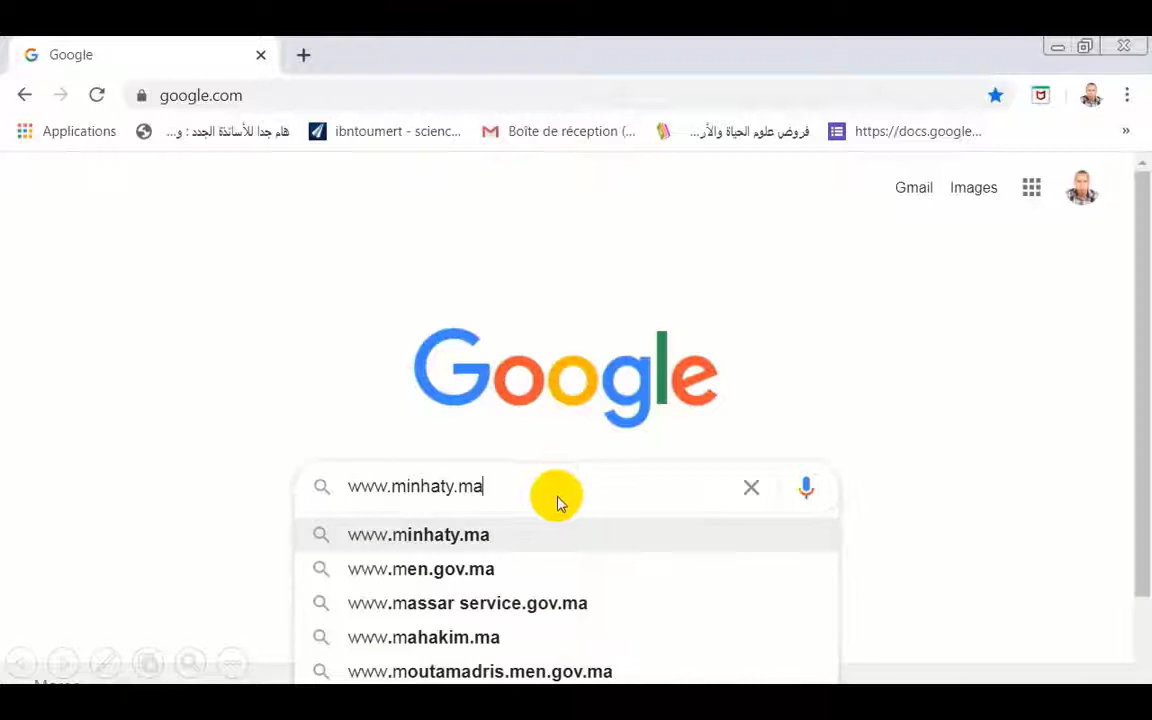 Google
google.com
Applications
هام جدا للأساتذة الجدد : و...
ibntoumert - scienc...
Boîte de réception (...
فروض علوم الحياة والأر...
https://docs.google...
»
Gmail
Images
Google
www.minhaty.ma
www.minhaty.ma
www.men.gov.ma
www.massar service.gov.ma
www.mahakim.ma
www.moutamadris.men.gov.ma